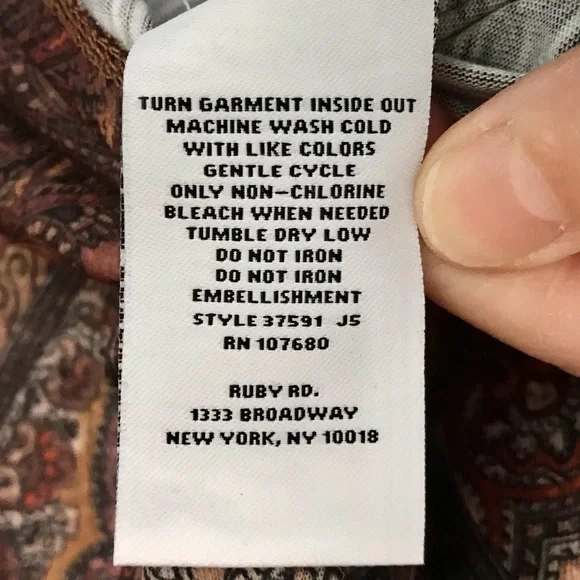 TURN GARMENT INSIDE OUT
MACHINE WASH COLD
WITH LIKE COLORS
GENTLE CYCLE
ONLY NON-CHLORINE
BLEACH WHEN NEEDED
TUMBLE DRY LOW
DO NOT IRON
DO NOT IRON
EMBELLISHMENT
STYLE 37591 J5
RN 107680
RUBY RD.
1333 BROADWAY
NEW YORK, NY 10018